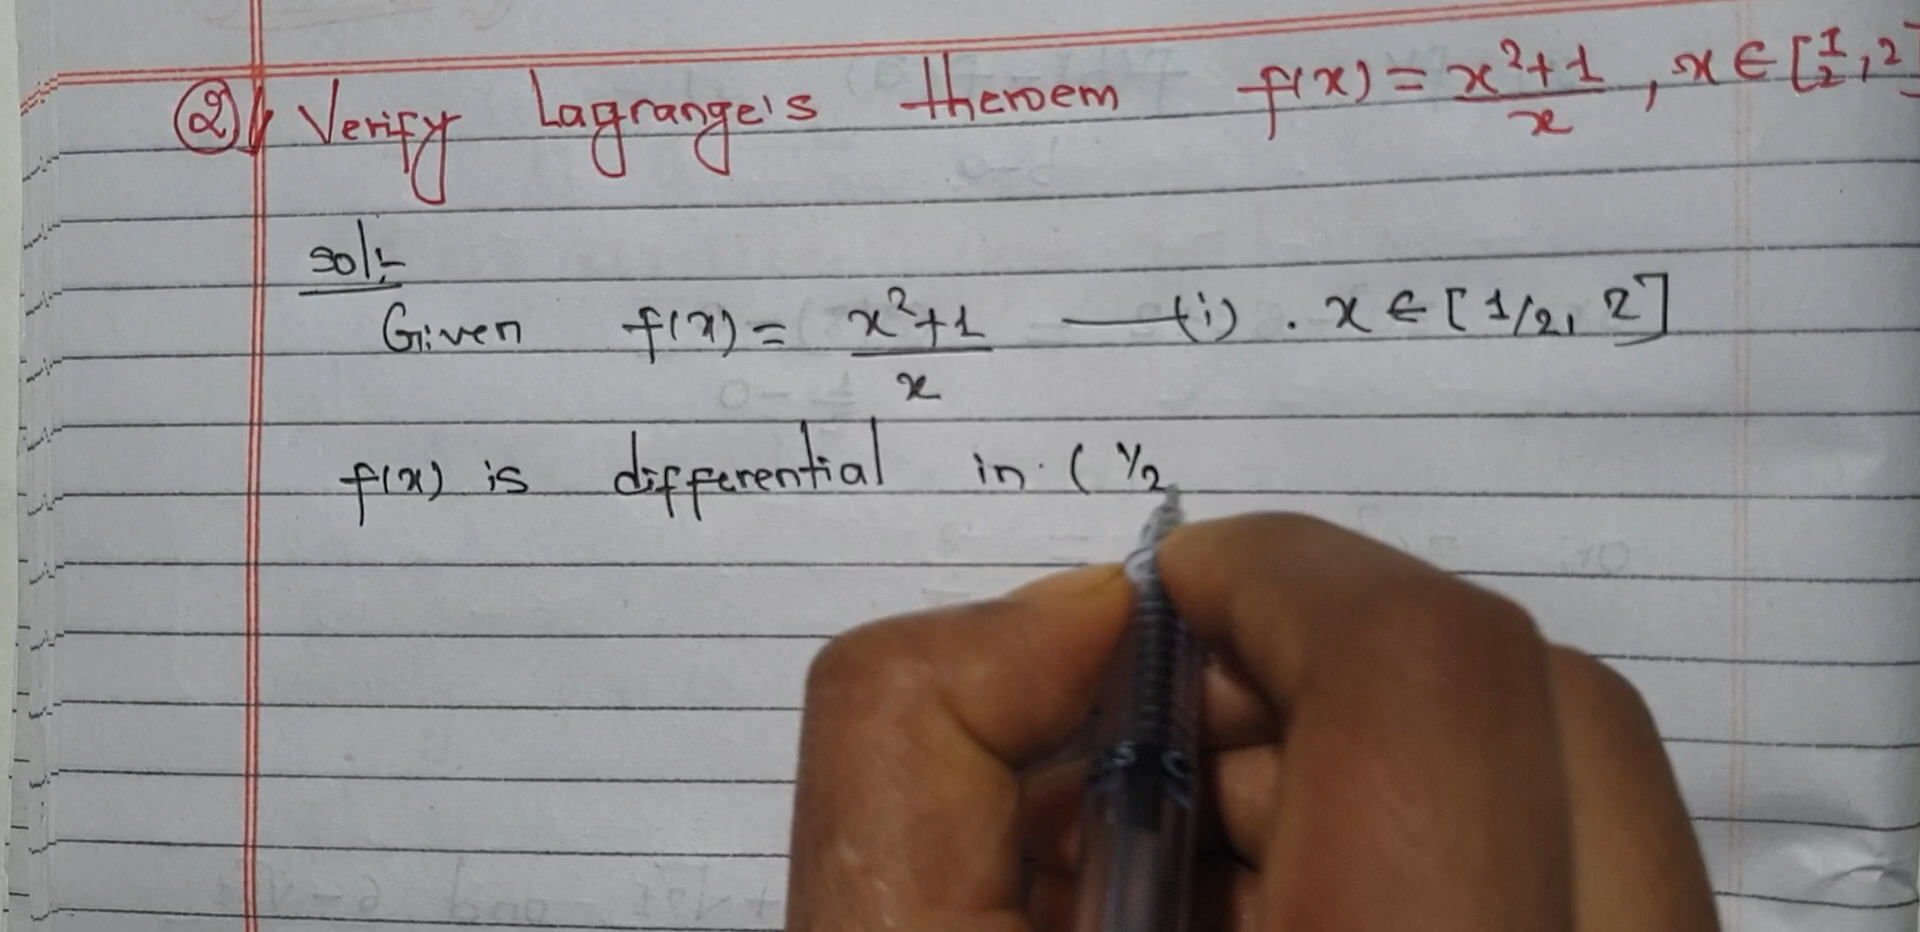 ② Verify Lagrange's theroem f(x) = x²+1/x , x ∈ [1/2, 2]
Sol:-
Given f(x) = x²+1/x —(i) . x ∈ [1/2, 2]
f(x) is differential in (1/2